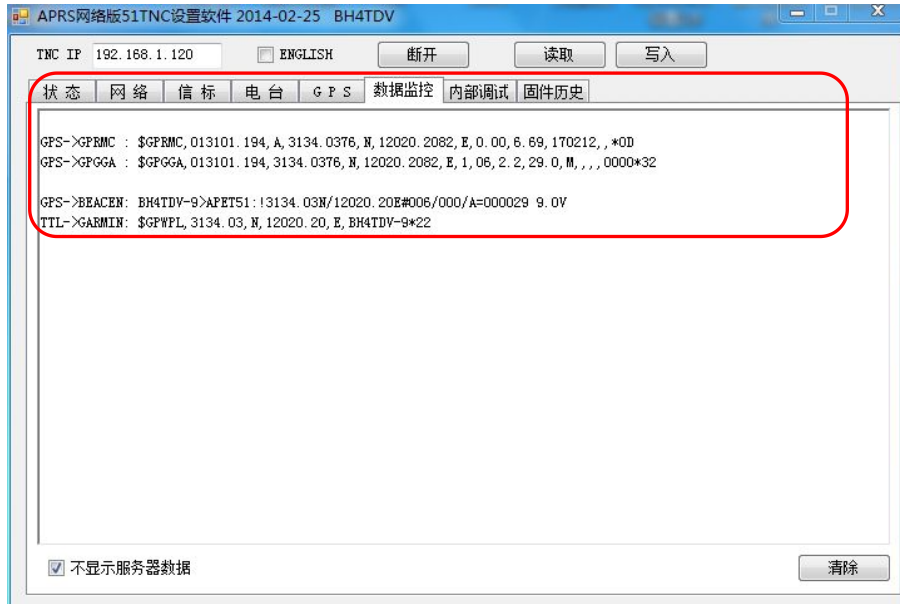 APRS网络版51TNC设置软件 2014-02-25 BH4TDV
TNC IP 192.168.1.120 ENGLISH 断开 读取 写入
状态 网络 信标 电台 GPS 数据监控 内部调试 固件历史
GPS->GPRMC : $GPRMC,013101.194,A,3134.0376,N,12020.2082,E,0.00,6.69,170212,,*0D
GPS->GPGGA : $GPGGA,013101.194,3134.0376,N,12020.2082,E,1,06,2.2,29.0,M,,,,0000*32
GPS->BEACEN: BH4TDV-9>APET51:!3134.03N/12020.20E#006/000/A=000029 9.0V
TTL->GARMIN: $GPWPL,3134.03,N,12020.20,E,BH4TDV-9*22
不显示服务器数据 清除